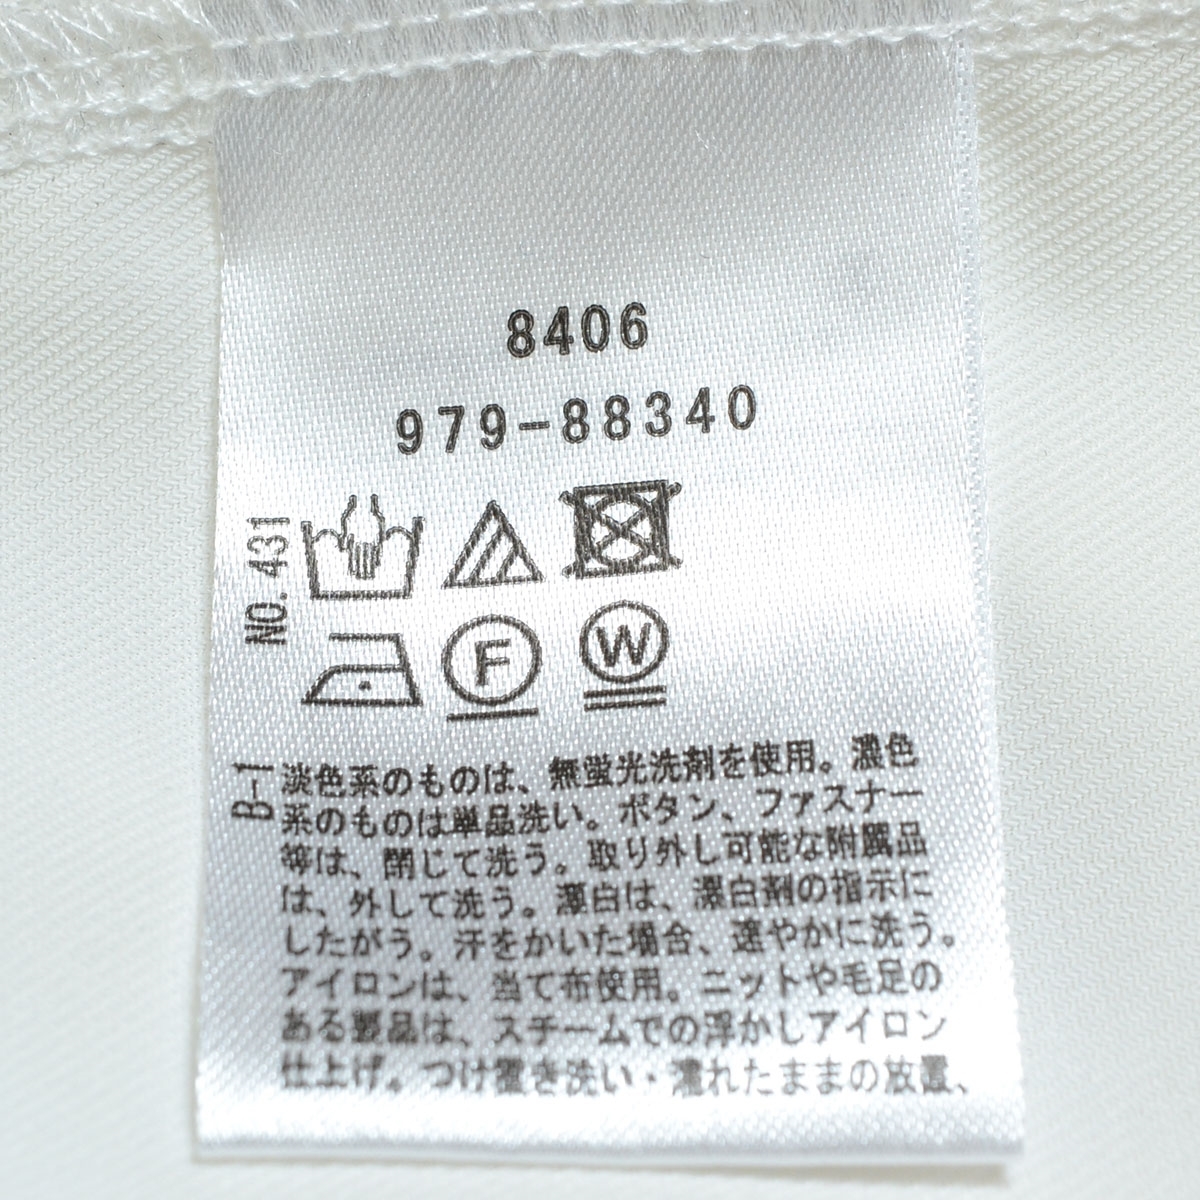 8406
979-88340
NO. 431
F
W
B-1
淡色系のものは、無蛍光洗剤を使用。濃色
系のものは単品洗い。ボタン、ファスナー
等は、閉じて洗う。取り外し可能な附属品
は、外して洗う。漂白は、漂白剤の指示に
したがう。汗をかいた場合、速やかに洗う。
アイロンは、当て布使用。ニットや毛足の
ある製品は、スチームでの浮かしアイロン
仕上げ。つけ置き洗い・濡れたままの放置、